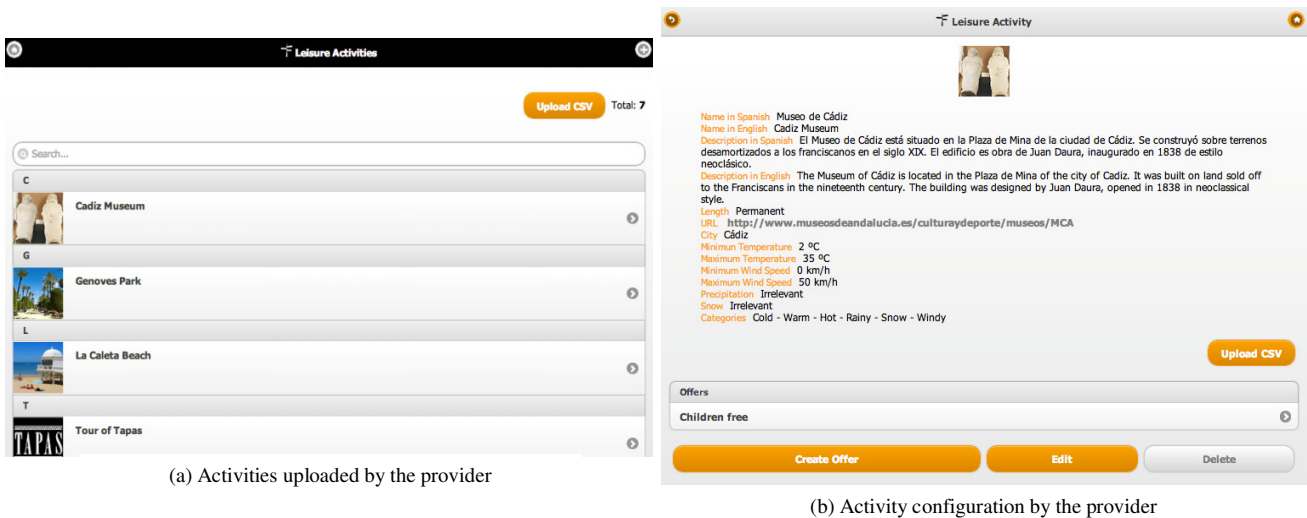 Leisure Activities
Upload CSV Total: 7
Search...
C
Cadiz Museum
G
Genoves Park
L
La Caleta Beach
T
TAPAS
Tour of Tapas
(a) Activities uploaded by the provider
Leisure Activity
Name in Spanish Museo de Cádiz
Name in English Cadiz Museum
Description in Spanish El Museo de Cádiz está situado en la Plaza de Mina de la ciudad de Cádiz. Se construyó sobre terrenos
desamortizados a los franciscanos en el siglo XIX. El edificio es obra de Juan Daura, inaugurado en 1838 de estilo
neoclásico.
Description in English The Museum of Cádiz is located in the Plaza de Mina of the city of Cadiz. It was built on land sold off
to the Franciscans in the nineteenth century. The building was designed by Juan Daura, opened in 1838 in neoclassical
style.
Length Permanent
URL http://www.museosdeandalucia.es/culturaydeporte/museos/MCA
City Cádiz
Minimun Temperature 2 ºC
Maximum Temperature 35 ºC
Minimum Wind Speed 0 km/h
Maximum Wind Speed 50 km/h
Precipitation Irrelevant
Snow Irrelevant
Categories Cold - Warm - Hot - Rainy - Snow - Windy
Upload CSV
Offers
Children free
Create Offer Edit Delete
(b) Activity configuration by the provider